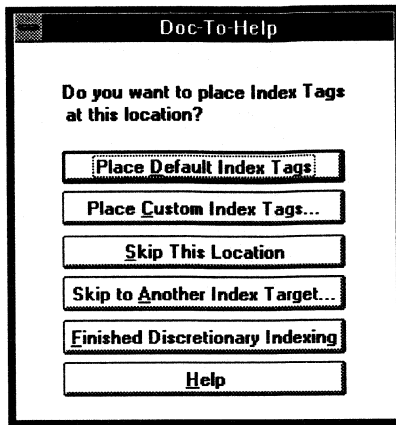 Doc-To-Help
Do you want to place Index Tags
at this location?
Place Default Index Tags
Place Custom Index Tags...
Skip This Location
Skip to Another Index Target...
Finished Discretionary Indexing
Help